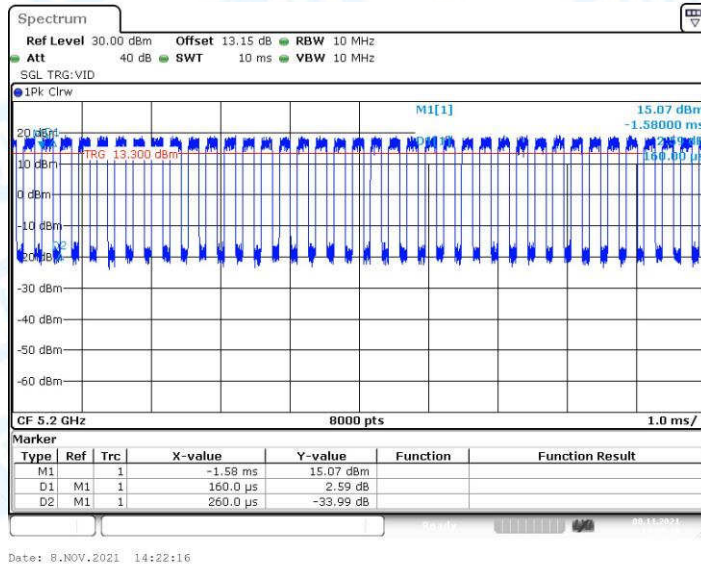 Spectrum
Ref Level 30.00 dBm Offset 13.15 dB RBW 10 MHz
Att 40 dB SWT 10 ms VBW 10 MHz
SGL TRG:VID
1Pk Clrw
M1[1] 15.07 dBm
-1.58000 ms
20 dBm
2.59 dB
TRG 13.300 dBm
160.00 µs
10 dBm
0 dBm
-10 dBm
D2
-20 dBm
-30 dBm
-40 dBm
-50 dBm
-60 dBm
CF 5.2 GHz 8000 pts 1.0 ms/
Marker
Type Ref Trc X-value Y-value Function Function Result
M1 1 -1.58 ms 15.07 dBm
D1 M1 1 160.0 µs 2.59 dB
D2 M1 1 260.0 µs -33.99 dB
08.11.2021
Date: 8.NOV.2021 14:22:16